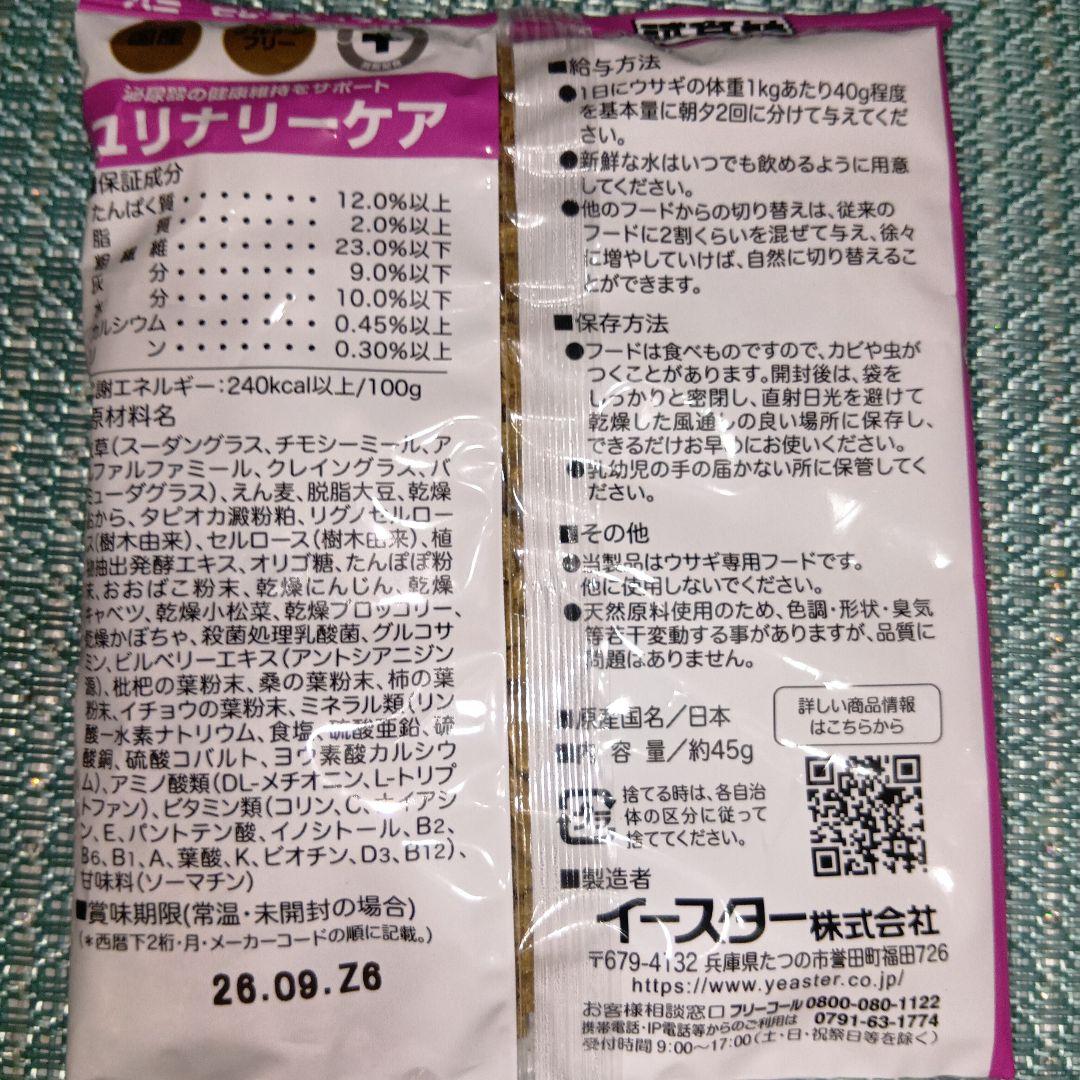 フリー
泌尿器の健康維持をサポート
ユリナリーケア
保証成分
たんぱく質・・・・・・・ 12.0%以上
脂 質・・・・・・・ 2.0%以上
繊維・・・・・・・ 23.0%以下
灰 分・・・・・・・ 9.0%以下
水 分・・・・・・・ 10.0%以下
カルシウム・・・・・・・ 0.45%以上
リ ン・・・・・・・ 0.30%以上
謝エネルギー:240kcal以上/100g
原材料名
草(スーダングラス、チモシーミール、ア
ファルファミール、クレイングラス、バ
ミューダグラス)、えん麦、脱脂大豆、乾燥
おから、タピオカ澱粉粕、リグノセルロー
ス(樹木由来)、セルロース(樹木由来)、植
物抽出発酵エキス、オリゴ糖、たんぽぽ粉
末、おおばこ粉末、乾燥にんじん、乾燥
キャベツ、乾燥小松菜、乾燥ブロッコリー、
乾燥かぼちゃ、殺菌処理乳酸菌、グルコサ
ミン、ビルベリーエキス(アントシアニジン
源)、枇杷の葉粉末、桑の葉粉末、柿の葉
粉末、イチョウの葉粉末、ミネラル類(リン
酸一水素ナトリウム、食塩、硫酸亜鉛、硫
酸銅、硫酸コバルト、ヨウ素酸カルシウ
ム)、アミノ酸類(DL-メチオニン、L-トリプ
トファン)、ビタミン類(コリン、C、ナイアシ
ン、E、パントテン酸、イノシトール、B2、
B6、B1、A、葉酸、K、ビオチン、D3、B12)、
甘味料(ソーマチン)
■賞味期限(常温・未開封の場合)
(*西暦下2桁・月・メーカーコードの順に記載。)
26.09.Z6
試食品
■給与方法
●1日にウサギの体重1kgあたり40g程度
を基本量に朝夕2回に分けて与えてくだ
さい。
●新鮮な水はいつでも飲めるように用意
してください。
●他のフードからの切り替えは、従来の
フードに2割くらいを混ぜて与え、徐々
に増やしていけば、自然に切り替えるこ
とができます。
■保存方法
●フードは食べものですので、カビや虫が
つくことがあります。開封後は、袋を
しっかりと密閉し、直射日光を避けて
乾燥した風通しの良い場所に保存し、
できるだけお早めにお使いください。
●乳幼児の手の届かない所に保管してく
ださい。
■その他
●当製品はウサギ専用フードです。
他に使用しないでください。
●天然原料使用のため、色調・形状・臭気
等若干変動する事がありますが、品質に
問題はありません。
■原産国名/日本
■内 容 量/約45g
詳しい商品情報
はこちらから
捨てる時は、各自治
体の区分に従って
捨ててください。
■製造者
イースター株式会社
〒679-4132 兵庫県たつの市誉田町福田726
https://www.yeaster.co.jp/
お客様相談窓口 フリーコール 0800-080-1122
携帯電話・IP電話等からのご利用は 0791-63-1774
受付時間 9:00~17:00(土・日・祝祭日等を除く)